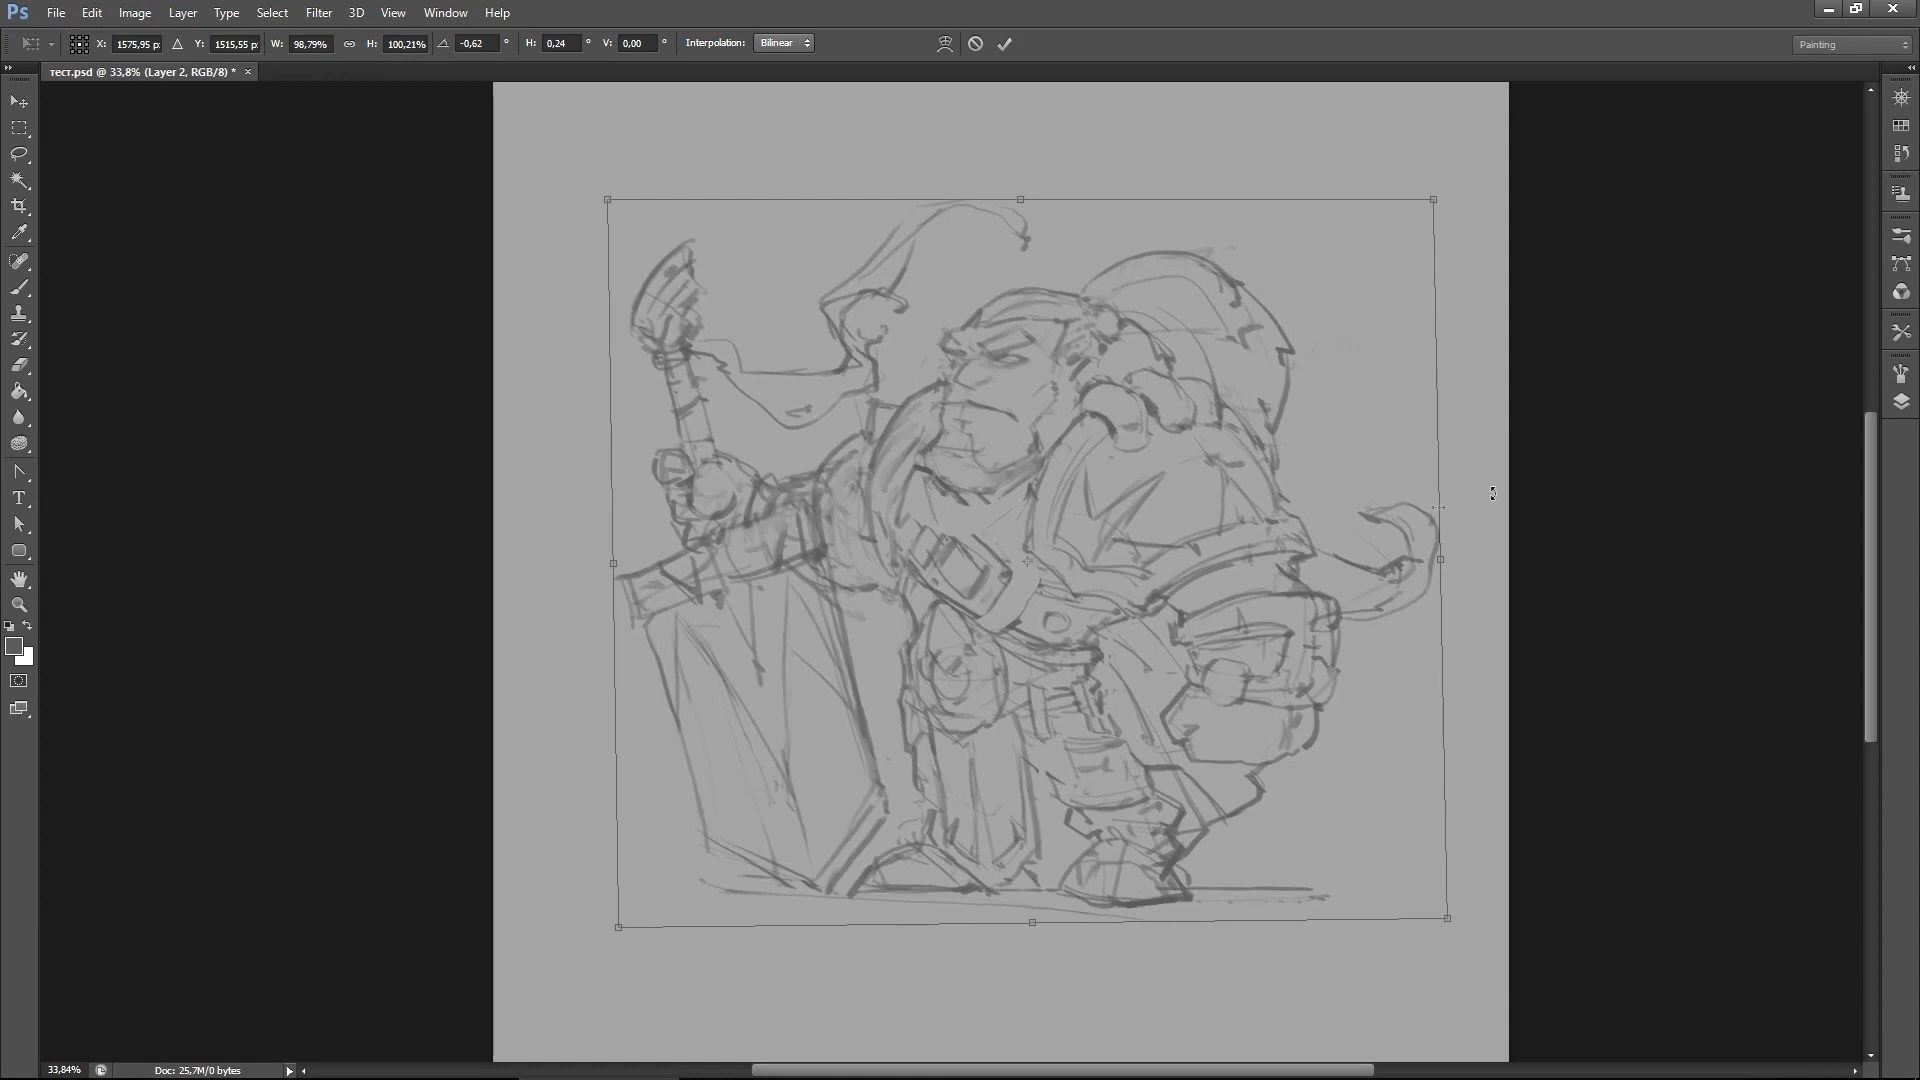 Ps File Edit Image Layer Type Select Filter 3D View Window Help
X: 1575,95 p: Y: 1515,55 p: W: 98,79% H: 100,21% -0,62 ° H: 0,24 ° V: 0,00 ° Interpolation: Bilinear Painting
тест.psd @ 33,8% (Layer 2, RGB/8) *
T
33,84% Doc: 25,7M/0 bytes